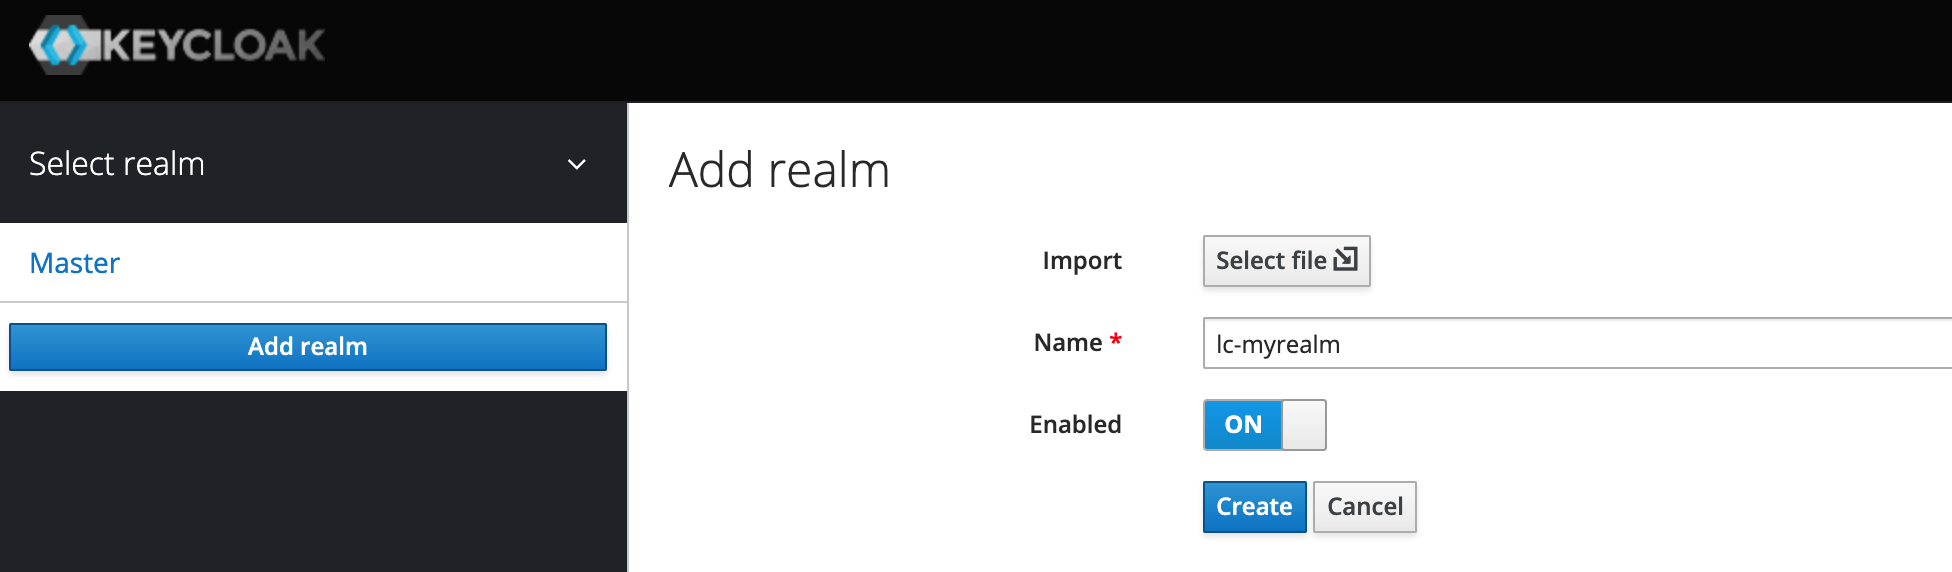 KEYCLOAK
Select realm
Master
Add realm
Add realm
Import Select file
Name * lc-myrealm
Enabled ON
Create Cancel